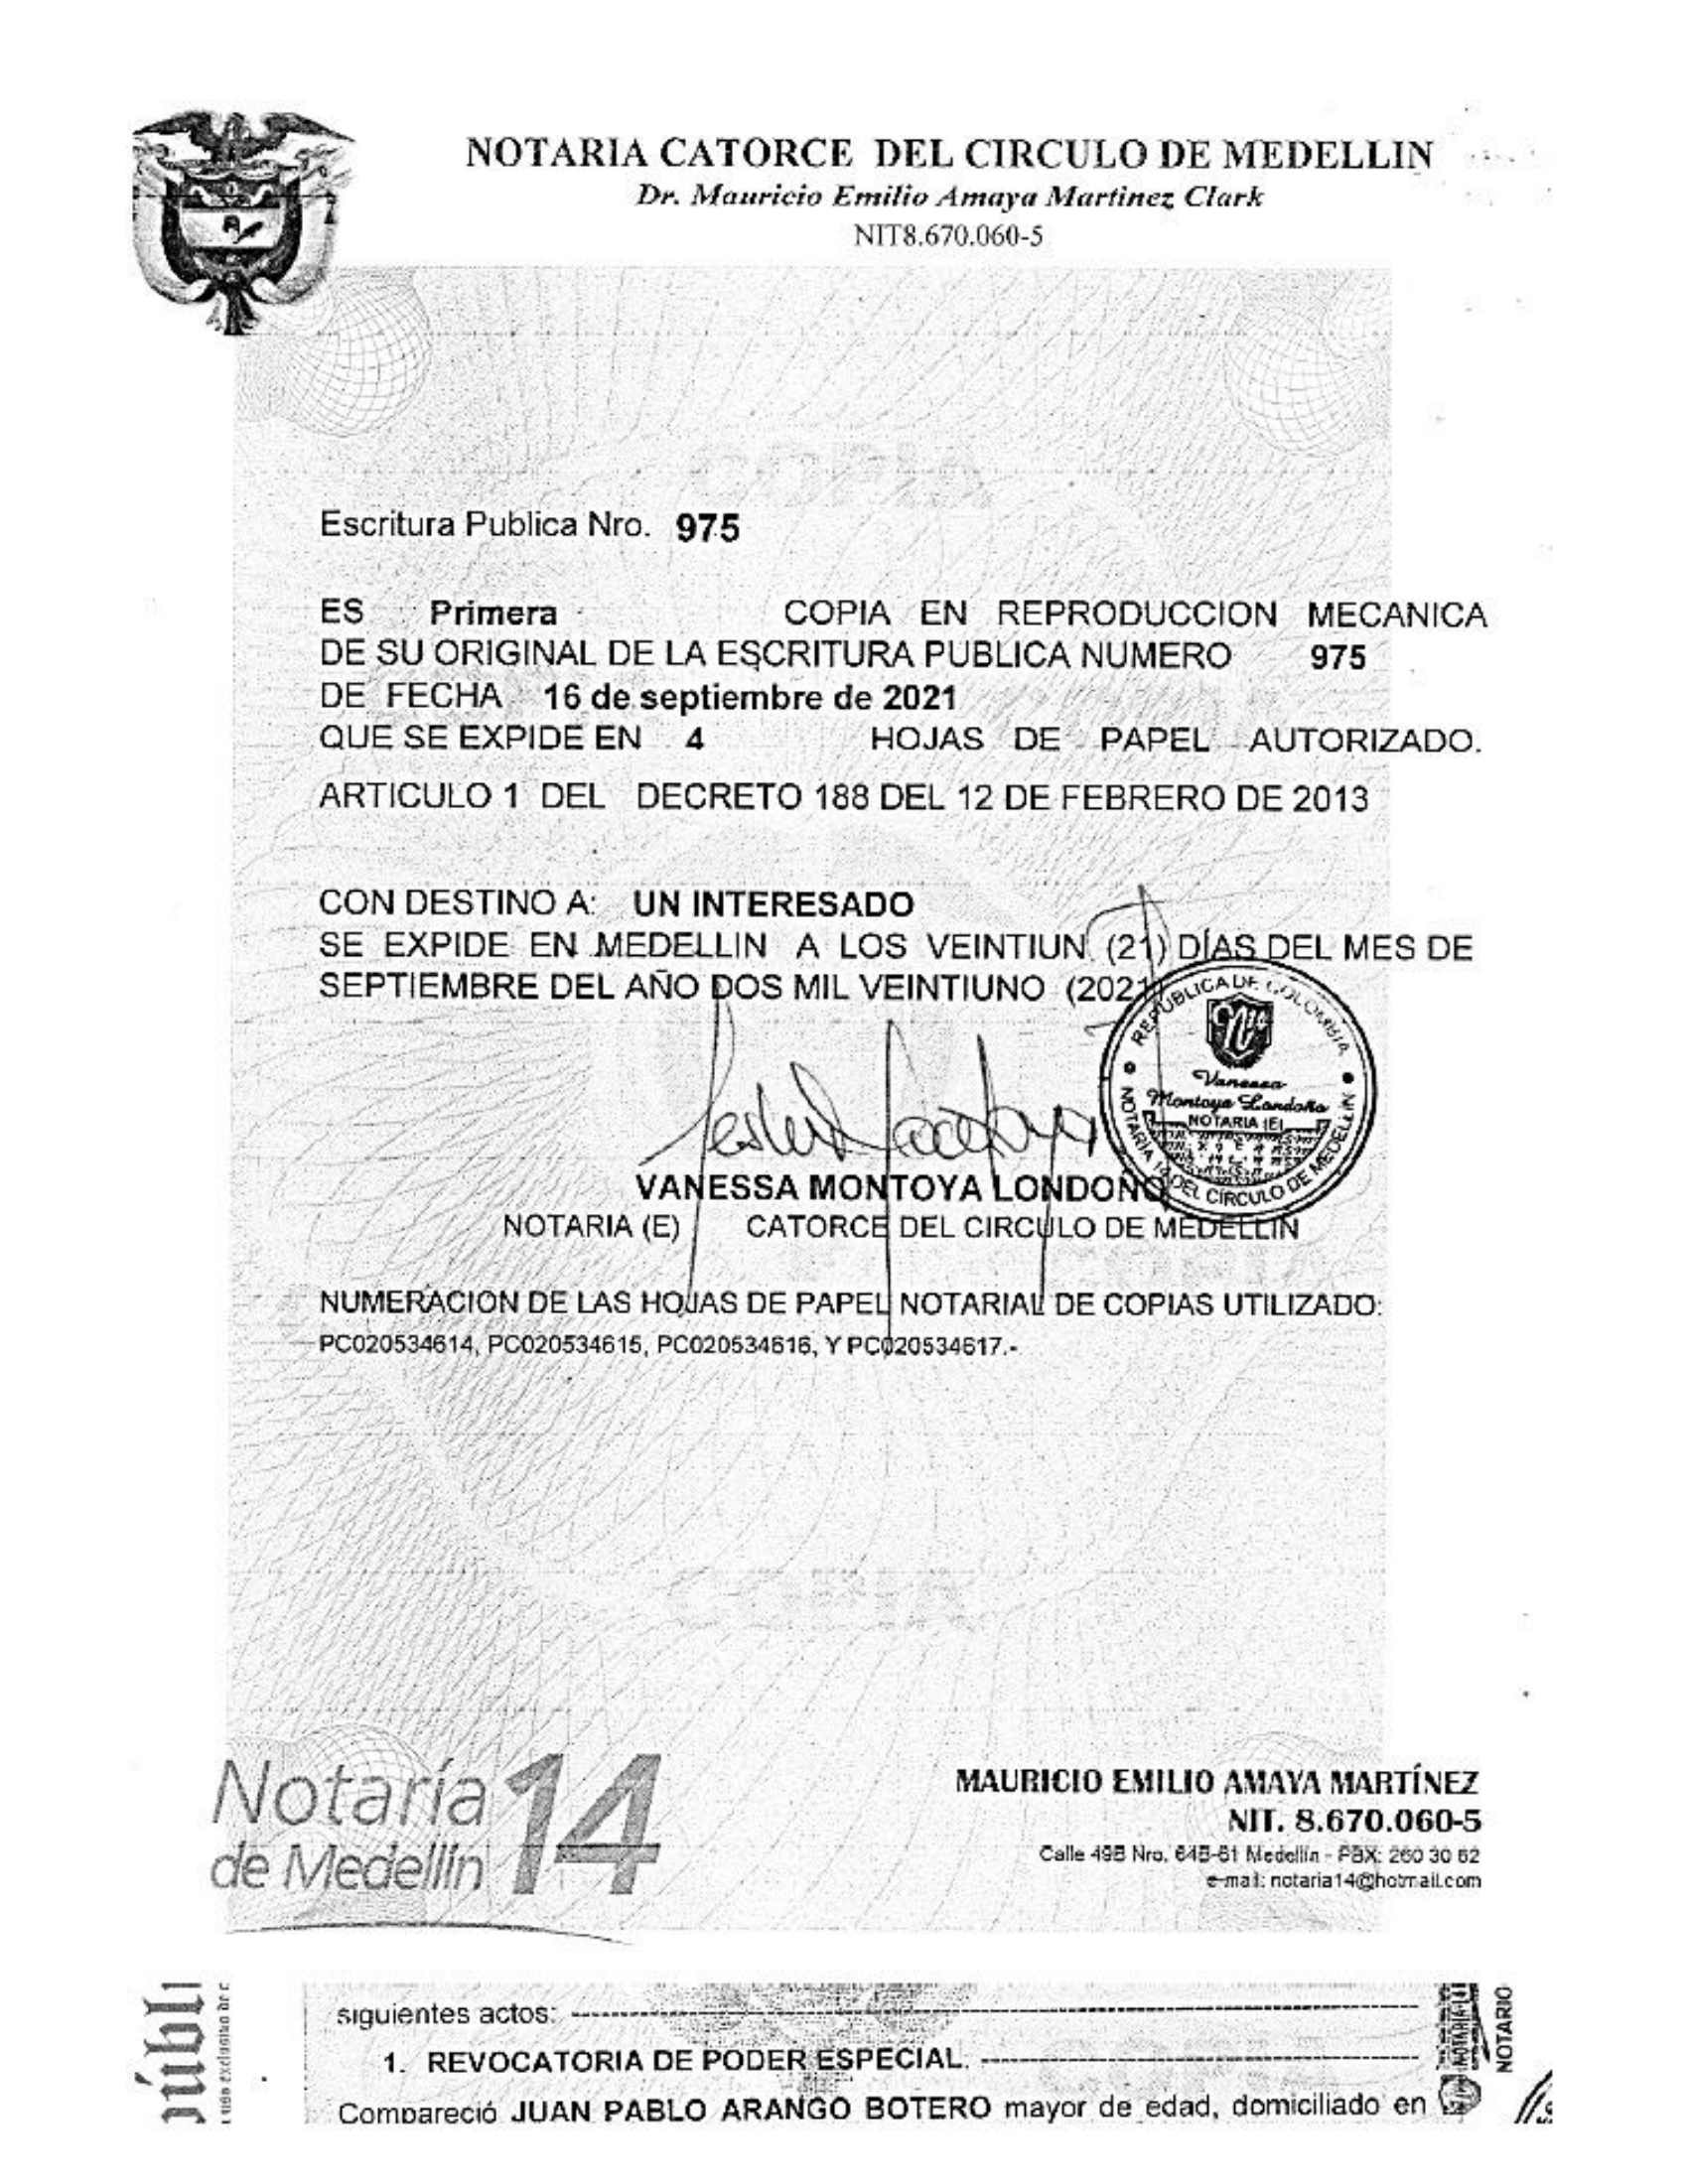 NOTARIA CATORCE DEL CIRCULO DE MEDELLIN
Dr. Mauricio Emilio Amaya Martinez Clark
NIT8.670.060-5
COPIA
Escritura Publica Nro. 975
ES Primera COPIA EN REPRODUCCION MECANICA
DE SU ORIGINAL DE LA ESCRITURA PUBLICA NUMERO 975
DE FECHA 16 de septiembre de 2021
QUE SE EXPIDE EN 4 HOJAS DE PAPEL AUTORIZADO.
ARTICULO 1 DEL DECRETO 188 DEL 12 DE FEBRERO DE 2013
CON DESTINO A: UN INTERESADO
SE EXPIDE EN MEDELLIN A LOS VEINTIUN (21) DÍAS DEL MES DE
SEPTIEMBRE DEL AÑO DOS MIL VEINTIUNO (2021)
REPUBLICA DE COLOMBIA
Vanessa
Montoya Londoño
NOTARIA (E)
NOTARIA 14 DEL CÍRCULO DE MEDELLIN
VANESSA MONTOYA LONDOÑO
NOTARIA (E) CATORCE DEL CIRCULO DE MEDELLIN
NUMERACION DE LAS HOJAS DE PAPEL NOTARIAL DE COPIAS UTILIZADO:
PC020534614, PC020534615, PC020534616, Y PC020534617.-
COPIA
Notaría 14
de Medellín
MAURICIO EMILIO AMAYA MARTÍNEZ
NIT. 8.670.060-5
Calle 49B Nro. 64B-61 Medellín - PBX: 260 30 62
e-mail: notaria14@hotmail.com
siguientes actos:
1. REVOCATORIA DE PODER ESPECIAL.
Compareció JUAN PABLO ARANGO BOTERO mayor de edad, domiciliado en
NOTARIO